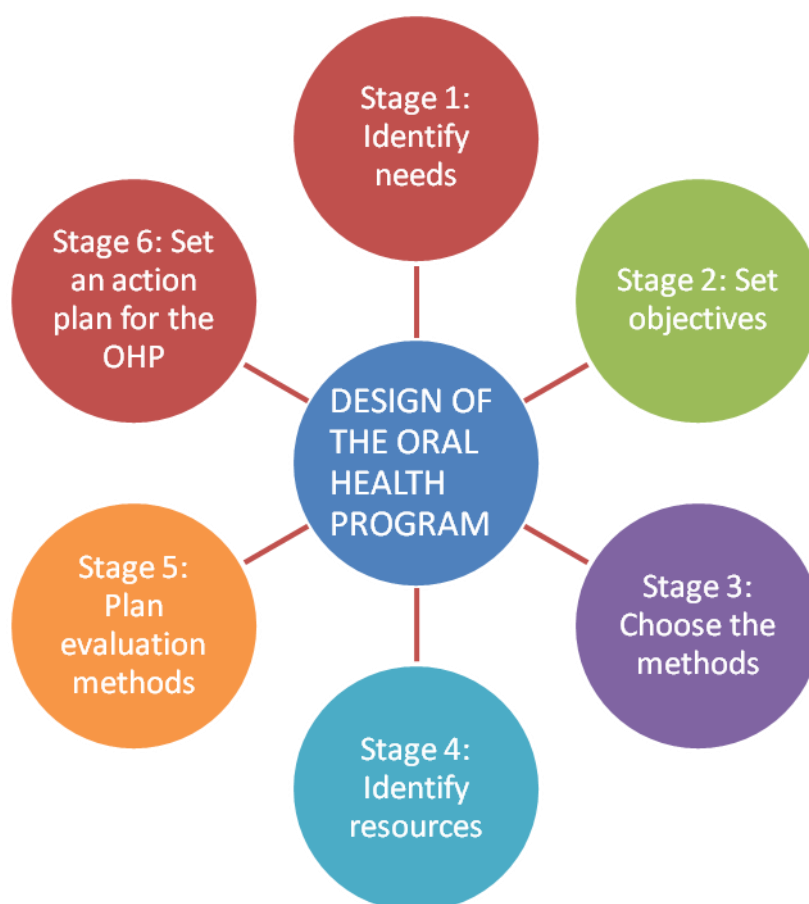 Stage 1:
Identify
needs
Stage 2: Set
objectives
Stage 3:
Choose the
methods
Stage 4:
Identify
resources
Stage 5:
Plan
evaluation
methods
Stage 6: Set
an action
plan for the
OHP
DESIGN OF
THE ORAL
HEALTH
PROGRAM